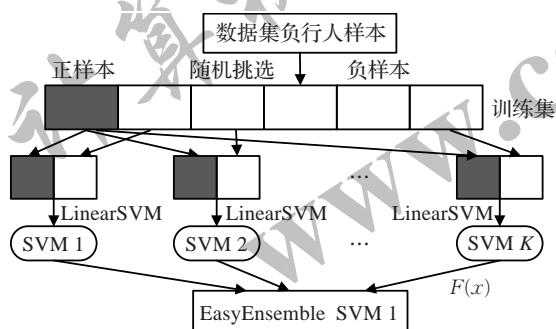 数据集负行人样本
正样本 随机挑选 负样本
训练集
...
LinearSVM LinearSVM LinearSVM
SVM 1 SVM 2 ... SVM K
F(x)
EasyEnsemble SVM 1
www.c